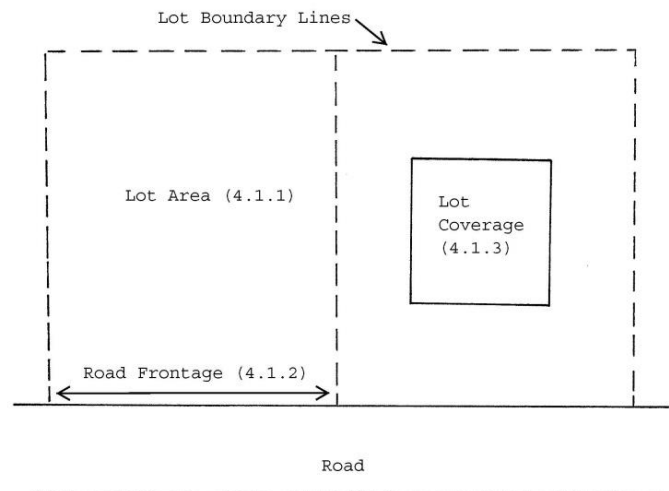 Lot Boundary Lines
Lot Area (4.1.1)
Lot
Coverage
(4.1.3)
Road Frontage (4.1.2)
Road